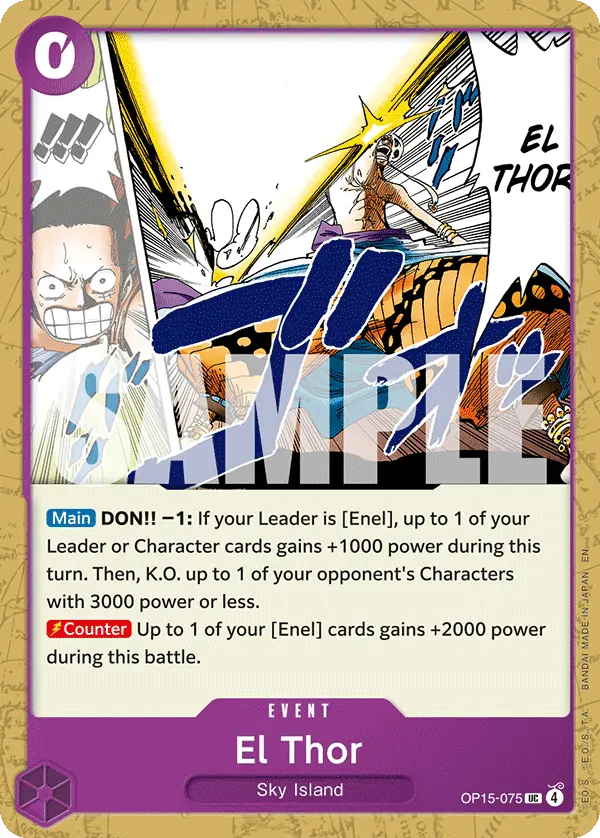 0
!!!
EL
THOR
ブオ
SAMPLE
Main DON!! −1: If your Leader is [Enel], up to 1 of your
Leader or Character cards gains +1000 power during this
turn. Then, K.O. up to 1 of your opponent's Characters
with 3000 power or less.
Counter Up to 1 of your [Enel] cards gains +2000 power
during this battle.
EVENT
El Thor
Sky Island
OP15-075 UC 4
E.O.S., E.O.S.,T.A. BANDAI MADE IN JAPAN EN